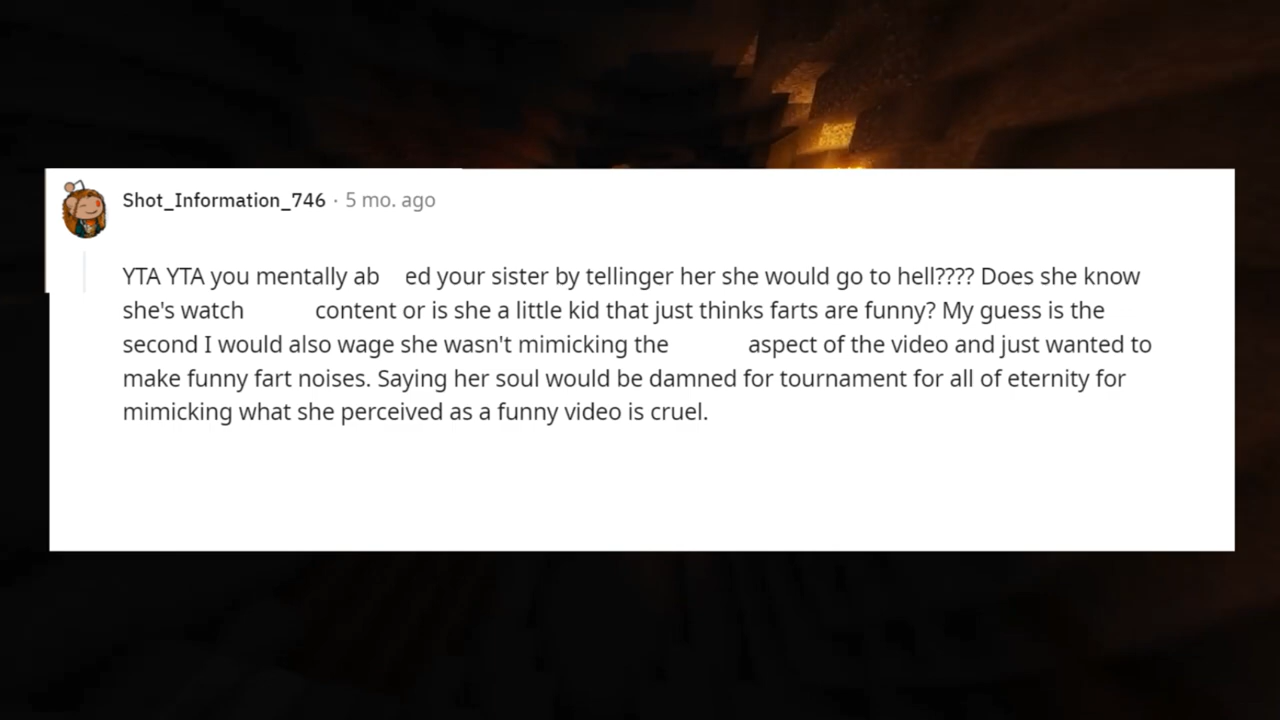 Shot_Information_746 · 5 mo. ago
YTA YTA you mentally ab ed your sister by tellinger her she would go to hell???? Does she know
she's watch content or is she a little kid that just thinks farts are funny? My guess is the
second I would also wage she wasn't mimicking the aspect of the video and just wanted to
make funny fart noises. Saying her soul would be damned for tournament for all of eternity for
mimicking what she perceived as a funny video is cruel.